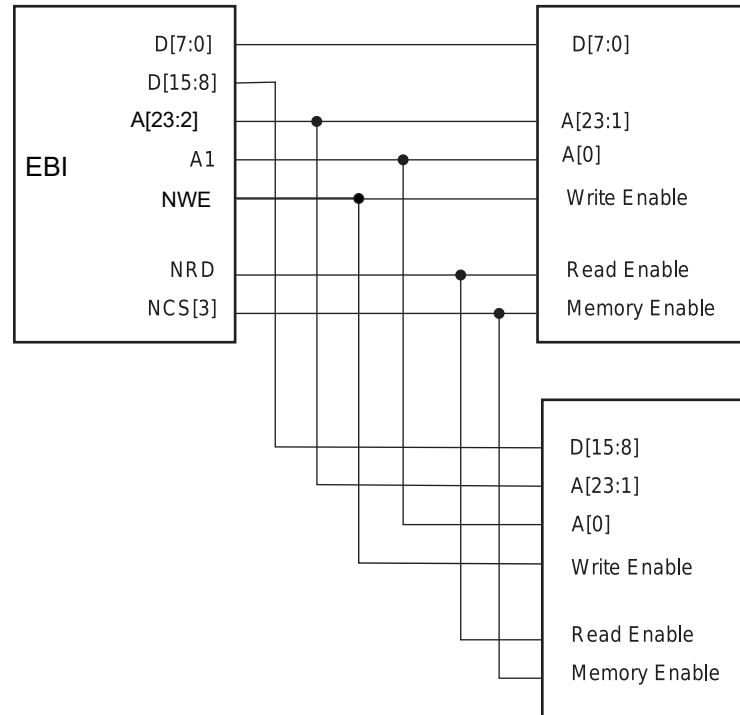 EBI
D[7:0]
D[15:8]
A[23:2]
A1
NWE
NRD
NCS[3]
D[7:0]
A[23:1]
A[0]
Write Enable
Read Enable
Memory Enable
D[15:8]
A[23:1]
A[0]
Write Enable
Read Enable
Memory Enable